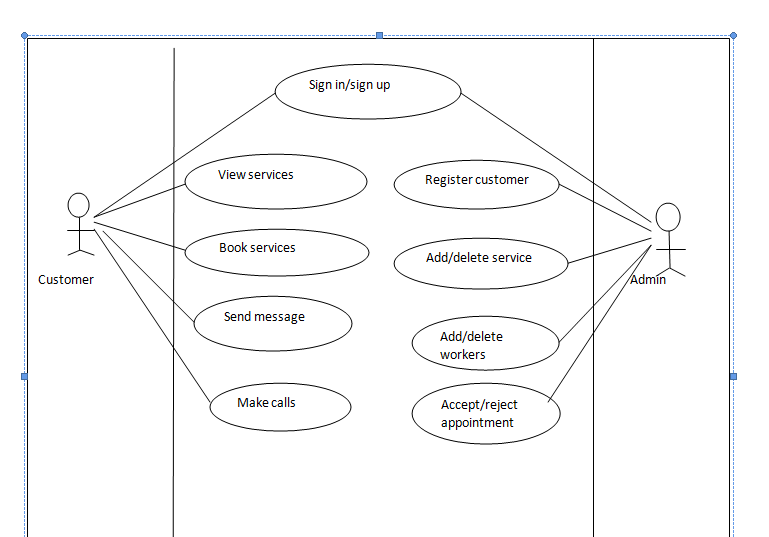 Sign in/sign up
View services
Register customer
Book services
Add/delete service
Customer
Admin
Send message
Add/delete
workers
Make calls
Accept/reject
appointment